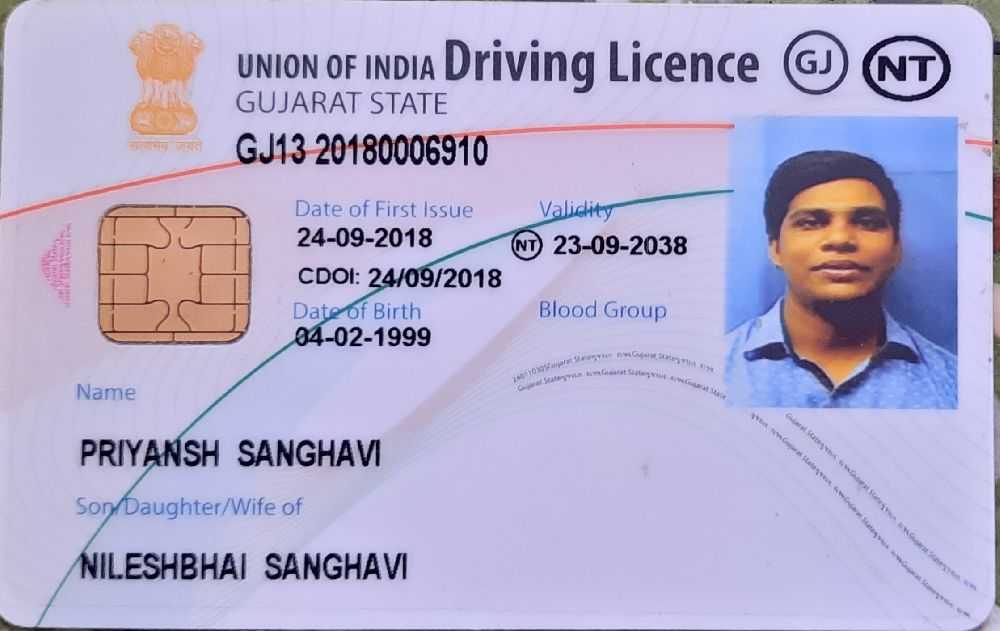 UNION OF INDIA Driving Licence GJ NT
GUJARAT STATE
सत्यमेव जयते
GJ13 20180006910
Date of First Issue Validity
24-09-2018 NT 23-09-2038
CDOI: 24/09/2018
Date of Birth Blood Group
04-02-1999
Name
PRIYANSH SANGHAVI
Son/Daughter/Wife of
NILESHBHAI SANGHAVI